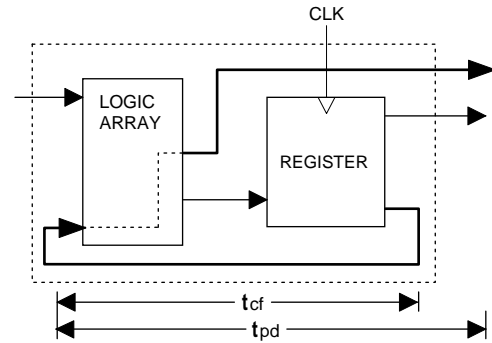 CLK
LOGIC
ARRAY
REGISTER
tcf
tpd